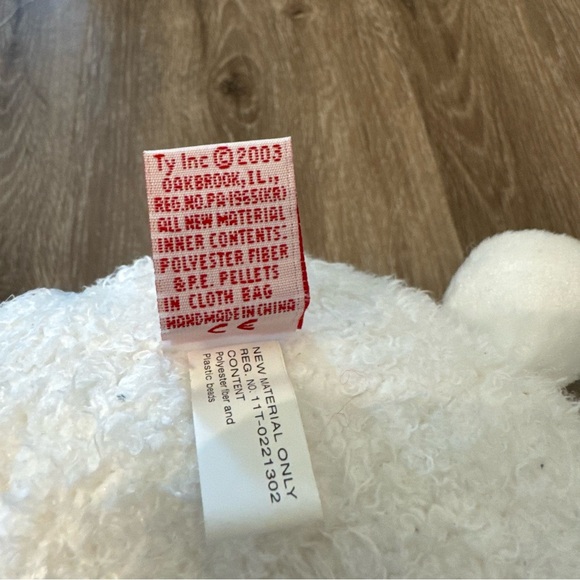 Ty Inc © 2003
OAKBROOK, IL.,
REG.NO.PA-1965(KR)
ALL NEW MATERIAL
INNER CONTENTS-
POLYESTER FIBER
& P.E. PELLETS
IN CLOTH BAG
HANDMADE IN CHINA
NEW MATERIAL ONLY
REG. NO. 11T-0221302
CONTENT
Polyester fiber and
Plastic beads